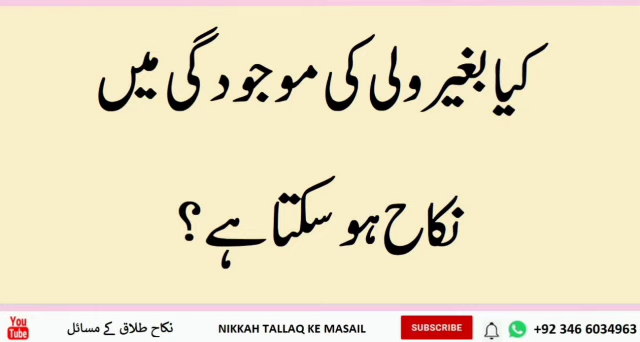 کیا بغیر ولی کی موجودگی میں
نکاح ہو سکتا ہے ؟
You Tube نکاح طلاق کے مسائل NIKKAH TALLAQ KE MASAIL SUBSCRIBE +92 346 6034963